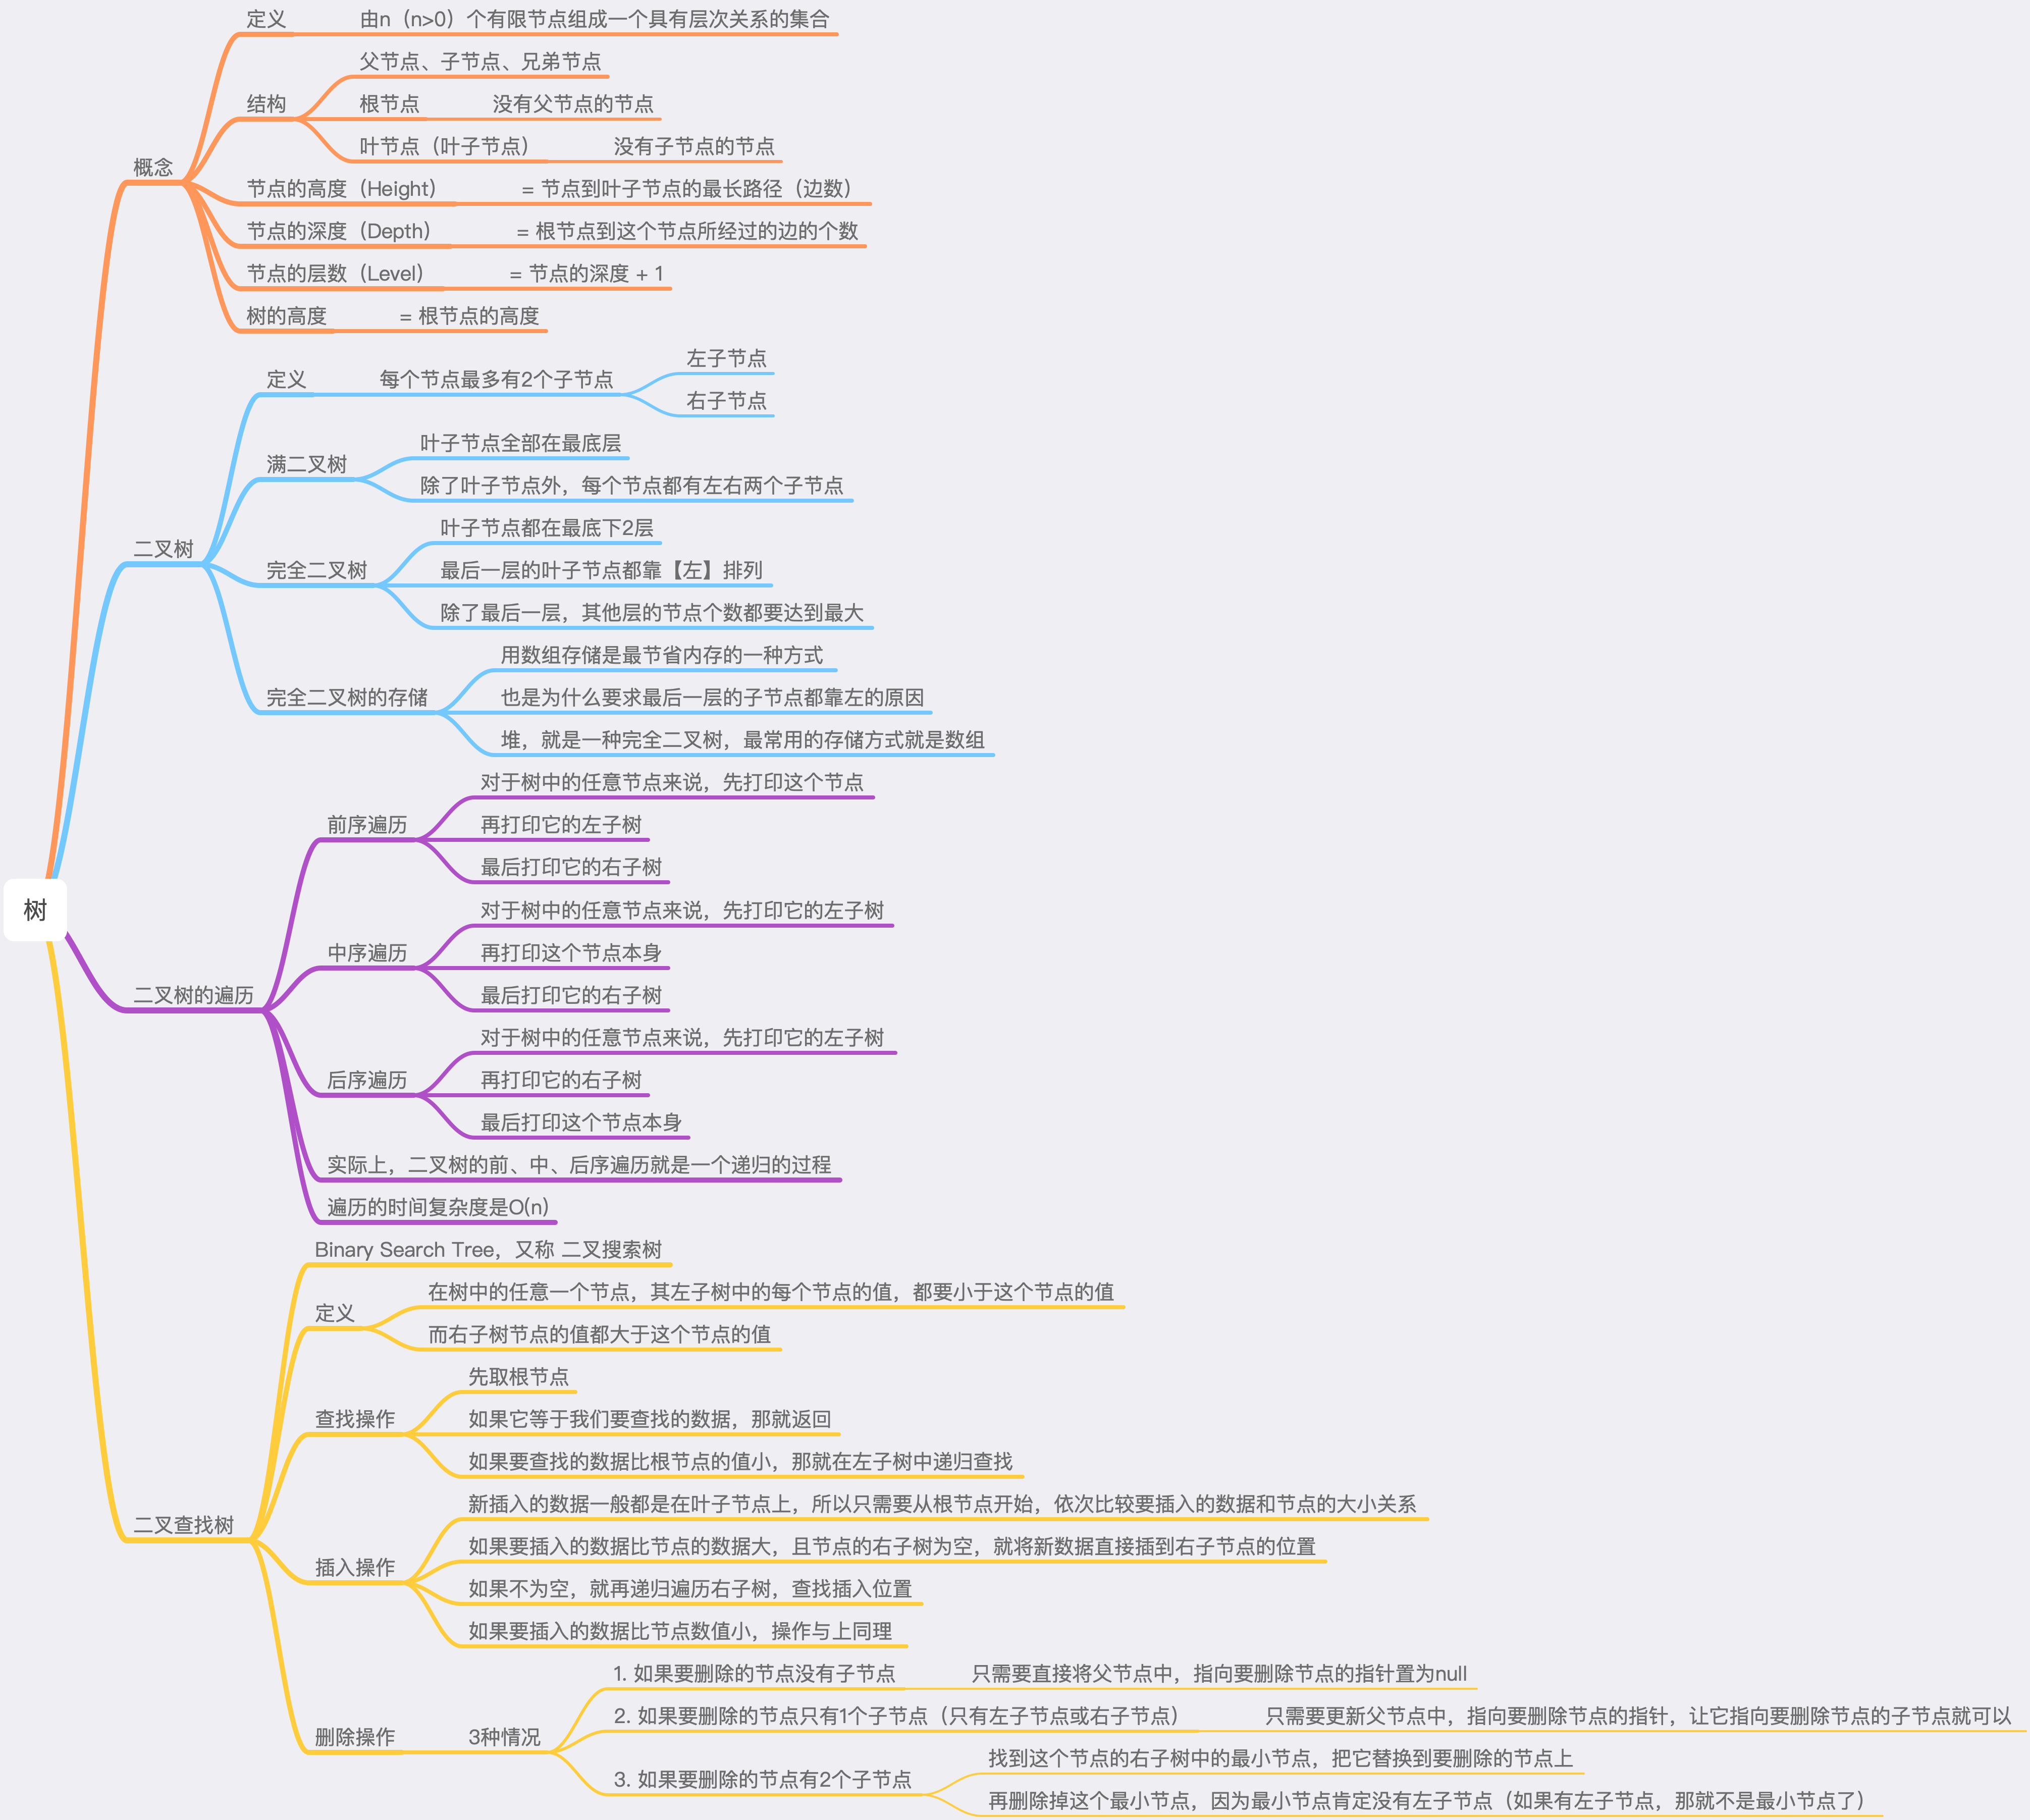 树
概念
定义
由n（n>0）个有限节点组成一个具有层次关系的集合
结构
父节点、子节点、兄弟节点
根节点
没有父节点的节点
叶节点（叶子节点）
没有子节点的节点
节点的高度（Height）
= 节点到叶子节点的最长路径（边数）
节点的深度（Depth）
= 根节点到这个节点所经过的边的个数
节点的层数（Level）
= 节点的深度 + 1
树的高度
= 根节点的高度
二叉树
定义
每个节点最多有2个子节点
左子节点
右子节点
满二叉树
叶子节点全部在最底层
除了叶子节点外，每个节点都有左右两个子节点
完全二叉树
叶子节点都在最底下2层
最后一层的叶子节点都靠【左】排列
除了最后一层，其他层的节点个数都要达到最大
完全二叉树的存储
用数组存储是最节省内存的一种方式
也是为什么要求最后一层的子节点都靠左的原因
堆，就是一种完全二叉树，最常用的存储方式就是数组
二叉树的遍历
前序遍历
对于树中的任意节点来说，先打印这个节点
再打印它的左子树
最后打印它的右子树
中序遍历
对于树中的任意节点来说，先打印它的左子树
再打印这个节点本身
最后打印它的右子树
后序遍历
对于树中的任意节点来说，先打印它的左子树
再打印它的右子树
最后打印这个节点本身
实际上，二叉树的前、中、后序遍历就是一个递归的过程
遍历的时间复杂度是O(n)
二叉查找树
Binary Search Tree，又称 二叉搜索树
定义
在树中的任意一个节点，其左子树中的每个节点的值，都要小于这个节点的值
而右子树节点的值都大于这个节点的值
查找操作
先取根节点
如果它等于我们要查找的数据，那就返回
如果要查找的数据比根节点的值小，那就在左子树中递归查找
插入操作
新插入的数据一般都是在叶子节点上，所以只需要从根节点开始，依次比较要插入的数据和节点的大小关系
如果要插入的数据比节点的数据大，且节点的右子树为空，就将新数据直接插到右子节点的位置
如果不为空，就再递归遍历右子树，查找插入位置
如果要插入的数据比节点数值小，操作与上同理
删除操作
3种情况
1. 如果要删除的节点没有子节点
只需要直接将父节点中，指向要删除节点的指针置为null
2. 如果要删除的节点只有1个子节点（只有左子节点或右子节点）
只需要更新父节点中，指向要删除节点的指针，让它指向要删除节点的子节点就可以
3. 如果要删除的节点有2个子节点
找到这个节点的右子树中的最小节点，把它替换到要删除的节点上
再删除掉这个最小节点，因为最小节点肯定没有左子节点（如果有左子节点，那就不是最小节点了）